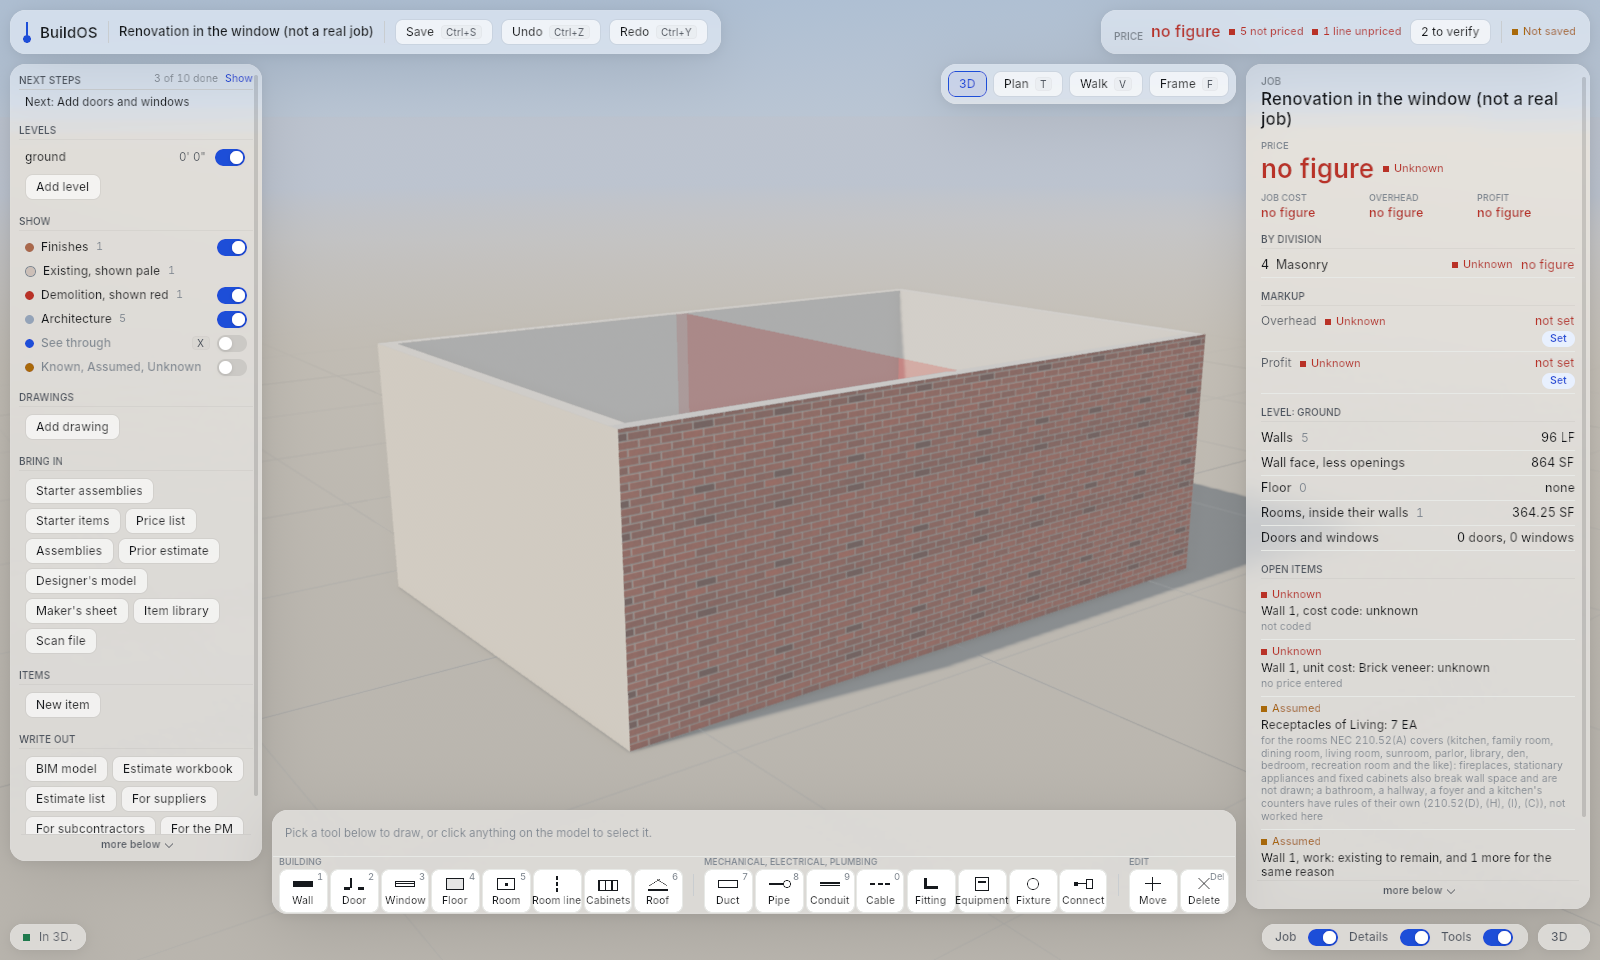 BuildOS
Renovation in the window (not a real job)
Save Ctrl+S
Undo Ctrl+Z
Redo Ctrl+Y
PRICE no figure 5 not priced 1 line unpriced 2 to verify Not saved
NEXT STEPS 3 of 10 done Show
Next: Add doors and windows
LEVELS
ground 0' 0"
Add level
SHOW
Finishes 1
Existing, shown pale 1
Demolition, shown red 1
Architecture 5
See through X
Known, Assumed, Unknown
DRAWINGS
Add drawing
BRING IN
Starter assemblies
Starter items Price list
Assemblies Prior estimate
Designer's model
Maker's sheet Item library
Scan file
ITEMS
New item
WRITE OUT
BIM model Estimate workbook
Estimate list For suppliers
For subcontractors For the PM
more below
In 3D.
3D Plan T Walk V Frame F
Pick a tool below to draw, or click anything on the model to select it.
BUILDING
Wall 1 Door 2 Window 3 Floor 4 Room 5 Room line Cabinets Roof 6
MECHANICAL, ELECTRICAL, PLUMBING
Duct 7 Pipe 8 Conduit 9 Cable 0 Fitting Equipment Fixture Connect
EDIT
Move Delete Del
JOB
Renovation in the window (not a real
job)
PRICE
no figure Unknown
JOB COST OVERHEAD PROFIT
no figure no figure no figure
BY DIVISION
4 Masonry Unknown no figure
MARKUP
Overhead Unknown not set
Set
Profit Unknown not set
Set
LEVEL: GROUND
Walls 5 96 LF
Wall face, less openings 864 SF
Floor 0 none
Rooms, inside their walls 1 364.25 SF
Doors and windows 0 doors, 0 windows
OPEN ITEMS
Unknown
Wall 1, cost code: unknown
not coded
Unknown
Wall 1, unit cost: Brick veneer: unknown
no price entered
Assumed
Receptacles of Living: 7 EA
for the rooms NEC 210.52(A) covers (kitchen, family room,
dining room, living room, sunroom, parlor, library, den,
bedroom, recreation room and the like): fireplaces, stationary
appliances and fixed cabinets also break wall space and are
not drawn; a bathroom, a hallway, a foyer and a kitchen's
counters have rules of their own (210.52(D), (H), (I), (C)), not
worked here
Assumed
Wall 1, work: existing to remain, and 1 more for the
same reason
more below
Job Details Tools 3D